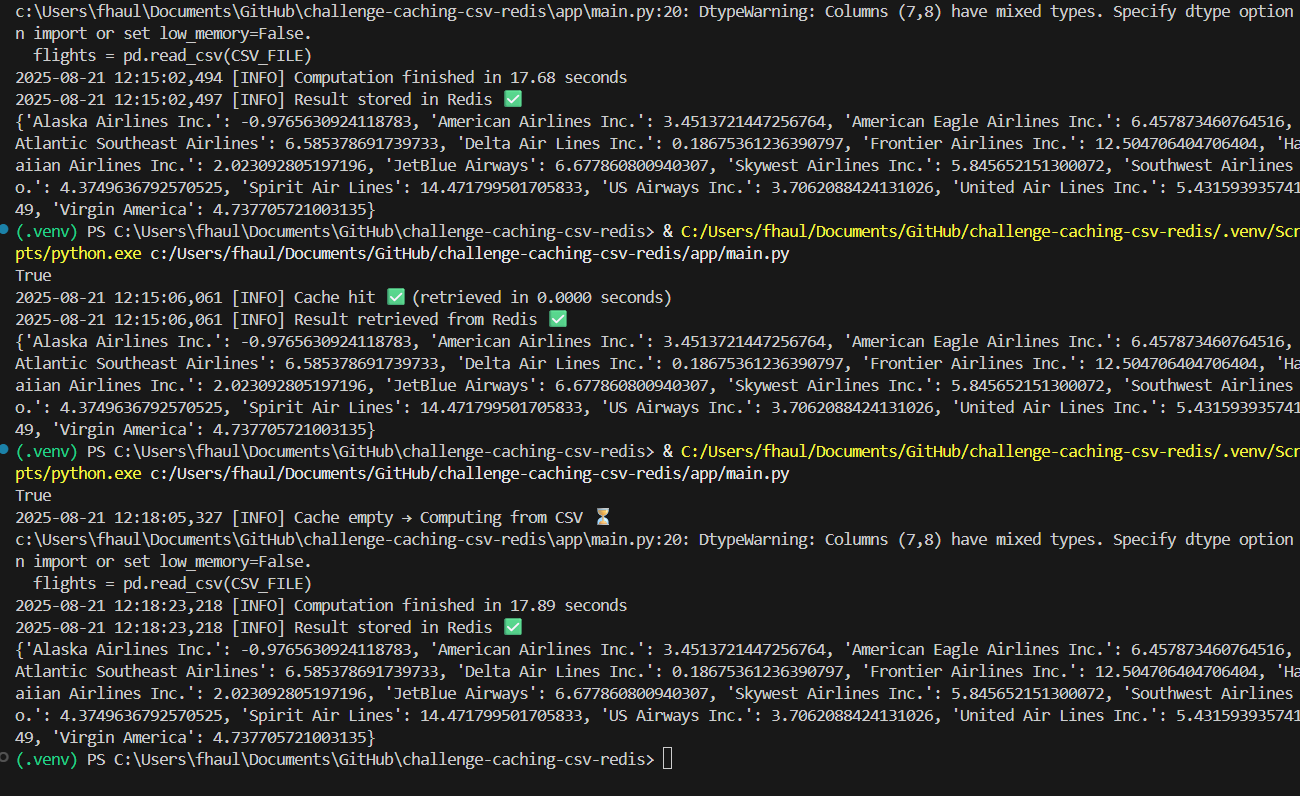 c:\Users\fhaul\Documents\GitHub\challenge-caching-csv-redis\app\main.py:20: DtypeWarning: Columns (7,8) have mixed types. Specify dtype option
n import or set low_memory=False.
  flights = pd.read_csv(CSV_FILE)
2025-08-21 12:15:02,494 [INFO] Computation finished in 17.68 seconds
2025-08-21 12:15:02,497 [INFO] Result stored in Redis ✅
{'Alaska Airlines Inc.': -0.9765630924118783, 'American Airlines Inc.': 3.4513721447256764, 'American Eagle Airlines Inc.': 6.457873460764516,
Atlantic Southeast Airlines': 6.585378691739733, 'Delta Air Lines Inc.': 0.18675361236390797, 'Frontier Airlines Inc.': 12.504706404706404, 'Ha
aiian Airlines Inc.': 2.023092805197196, 'JetBlue Airways': 6.677860800940307, 'Skywest Airlines Inc.': 5.845652151300072, 'Southwest Airlines
o.': 4.3749636792570525, 'Spirit Air Lines': 14.471799501705833, 'US Airways Inc.': 3.7062088424131026, 'United Air Lines Inc.': 5.431593935741
49, 'Virgin America': 4.737705721003135}
(.venv) PS C:\Users\fhaul\Documents\GitHub\challenge-caching-csv-redis> & C:/Users/fhaul/Documents/GitHub/challenge-caching-csv-redis/.venv/Scr
pts/python.exe c:/Users/fhaul/Documents/GitHub/challenge-caching-csv-redis/app/main.py
True
2025-08-21 12:15:06,061 [INFO] Cache hit ✅ (retrieved in 0.0000 seconds)
2025-08-21 12:15:06,061 [INFO] Result retrieved from Redis ✅
{'Alaska Airlines Inc.': -0.9765630924118783, 'American Airlines Inc.': 3.4513721447256764, 'American Eagle Airlines Inc.': 6.457873460764516,
Atlantic Southeast Airlines': 6.585378691739733, 'Delta Air Lines Inc.': 0.18675361236390797, 'Frontier Airlines Inc.': 12.504706404706404, 'Ha
aiian Airlines Inc.': 2.023092805197196, 'JetBlue Airways': 6.677860800940307, 'Skywest Airlines Inc.': 5.845652151300072, 'Southwest Airlines
o.': 4.3749636792570525, 'Spirit Air Lines': 14.471799501705833, 'US Airways Inc.': 3.7062088424131026, 'United Air Lines Inc.': 5.431593935741
49, 'Virgin America': 4.737705721003135}
(.venv) PS C:\Users\fhaul\Documents\GitHub\challenge-caching-csv-redis> & C:/Users/fhaul/Documents/GitHub/challenge-caching-csv-redis/.venv/Scr
pts/python.exe c:/Users/fhaul/Documents/GitHub/challenge-caching-csv-redis/app/main.py
True
2025-08-21 12:18:05,327 [INFO] Cache empty → Computing from CSV ⏳
c:\Users\fhaul\Documents\GitHub\challenge-caching-csv-redis\app\main.py:20: DtypeWarning: Columns (7,8) have mixed types. Specify dtype option
n import or set low_memory=False.
  flights = pd.read_csv(CSV_FILE)
2025-08-21 12:18:23,218 [INFO] Computation finished in 17.89 seconds
2025-08-21 12:18:23,218 [INFO] Result stored in Redis ✅
{'Alaska Airlines Inc.': -0.9765630924118783, 'American Airlines Inc.': 3.4513721447256764, 'American Eagle Airlines Inc.': 6.457873460764516,
Atlantic Southeast Airlines': 6.585378691739733, 'Delta Air Lines Inc.': 0.18675361236390797, 'Frontier Airlines Inc.': 12.504706404706404, 'Ha
aiian Airlines Inc.': 2.023092805197196, 'JetBlue Airways': 6.677860800940307, 'Skywest Airlines Inc.': 5.845652151300072, 'Southwest Airlines
o.': 4.3749636792570525, 'Spirit Air Lines': 14.471799501705833, 'US Airways Inc.': 3.7062088424131026, 'United Air Lines Inc.': 5.431593935741
49, 'Virgin America': 4.737705721003135}
(.venv) PS C:\Users\fhaul\Documents\GitHub\challenge-caching-csv-redis>